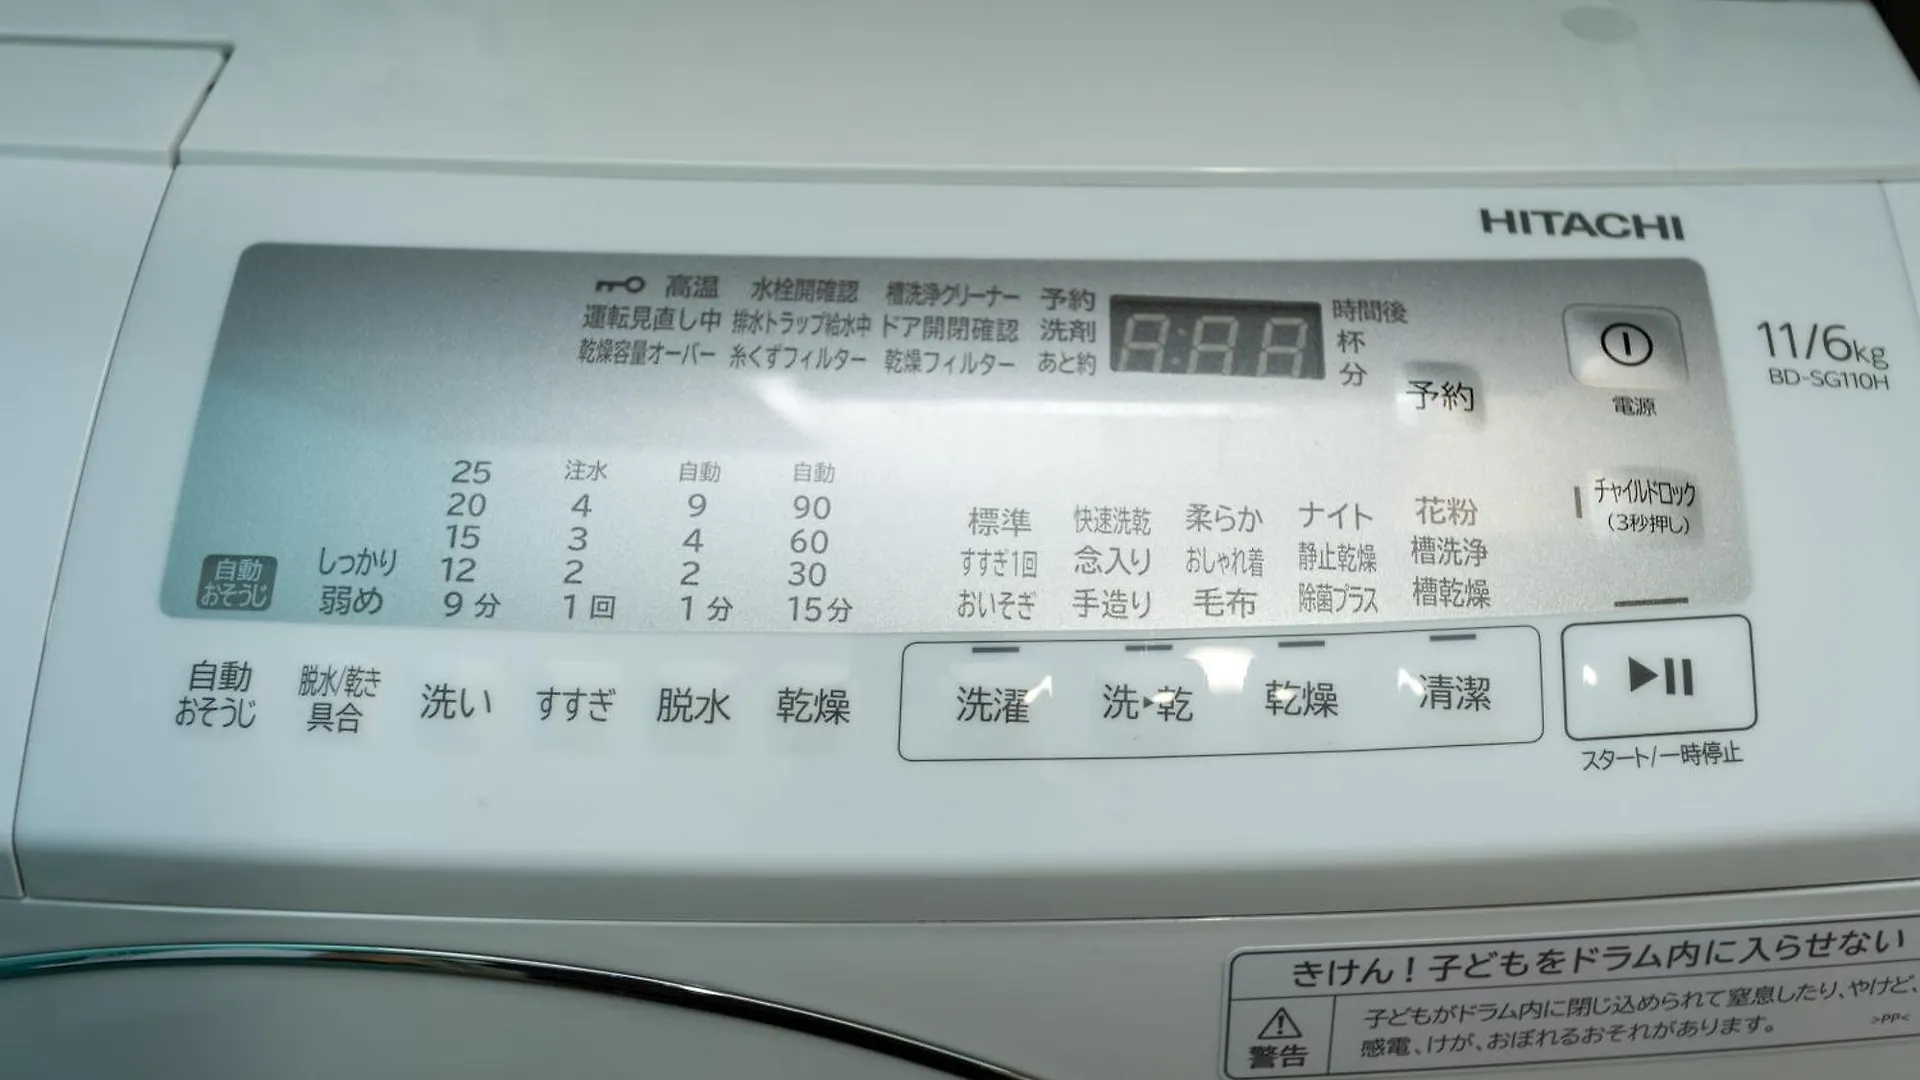 HITACHI
高温 水栓開確認 槽洗浄クリーナー 予約 8:88 時間後
運転見直し中 排水トラップ給水中 ドア開閉確認 洗剤 杯
乾燥容量オーバー 糸くずフィルター 乾燥フィルター あと約 分
予約
電源
11/6kg
BD-SG110H
チャイルドロック
(3秒押し)
25 注水 自動 自動
20 4 9 90
15 3 4 60
12 2 2 30
9分 1回 1分 15分
しっかり
弱め
自動
おそうじ
標準 快速洗乾 柔らか ナイト 花粉
すすぎ1回 念入り おしゃれ着 静止乾燥 槽洗浄
おいそぎ 手造り 毛布 除菌プラス 槽乾燥
自動
おそうじ
脱水/乾き
具合
洗い すすぎ 脱水 乾燥 洗濯 洗▸乾 乾燥 清潔
スタート/一時停止
きけん!子どもをドラム内に入らせない
警告
子どもがドラム内に閉じ込められて窒息したり、やけど、
感電、けが、おぼれるおそれがあります。
>PP<